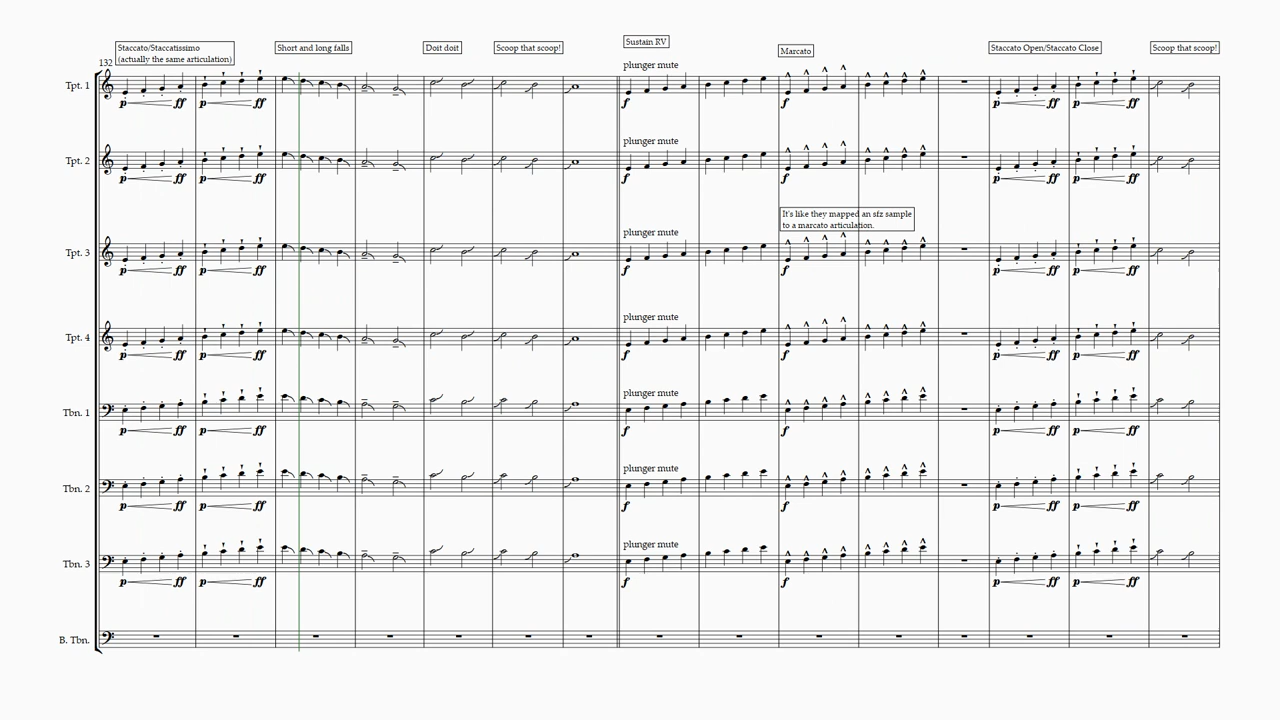 Staccato/Staccatissimo
(actually the same articulation)
Short and long falls
Doit doit
Scoop that scoop!
Sustain RV
Marcato
Staccato Open/Staccato Close
Scoop that scoop!
132
plunger mute
Tpt. 1
p ff p ff f f p ff p ff
plunger mute
Tpt. 2
p ff p ff f f p ff p ff
It's like they mapped an sfz sample
to a marcato articulation.
plunger mute
Tpt. 3
p ff p ff f f p ff p ff
plunger mute
Tpt. 4
p ff p ff f f p ff p ff
plunger mute
Tbn. 1
p ff p ff f f p ff p ff
plunger mute
Tbn. 2
p ff p ff f f p ff p ff
plunger mute
Tbn. 3
p ff p ff f f p ff p ff
B. Tbn.